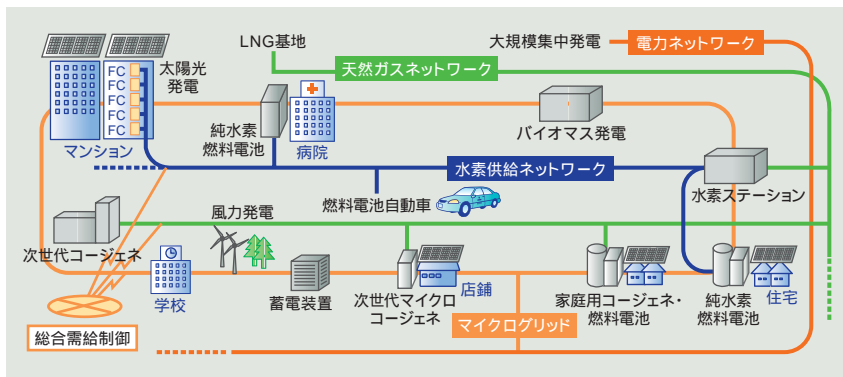 LNG基地
大規模集中発電
電力ネットワーク
天然ガスネットワーク
FC
FC
FC
FC
太陽光
発電
マンション
純水素
燃料電池
病院
バイオマス発電
水素供給ネットワーク
水素ステーション
燃料電池自動車
風力発電
次世代コージェネ
学校
蓄電装置
次世代マイクロ
コージェネ
店舗
家庭用コージェネ・
燃料電池
純水素
燃料電池
住宅
マイクログリッド
総合需給制御